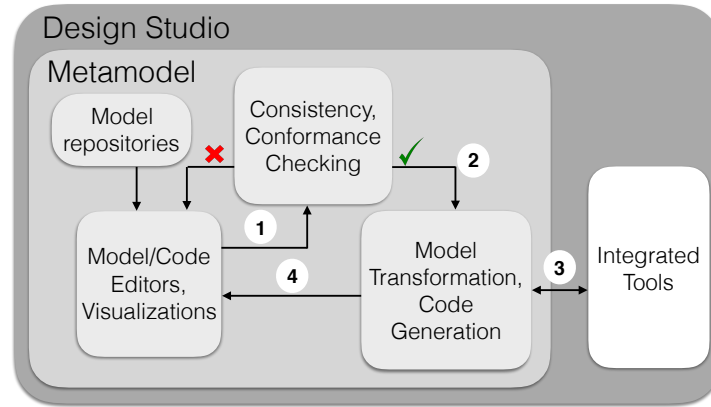 Design Studio
Metamodel
Model
repositories
Consistency,
Conformance
Checking
2
1
Model/Code
Editors,
Visualizations
4
Model
Transformation,
Code
Generation
3
Integrated
Tools